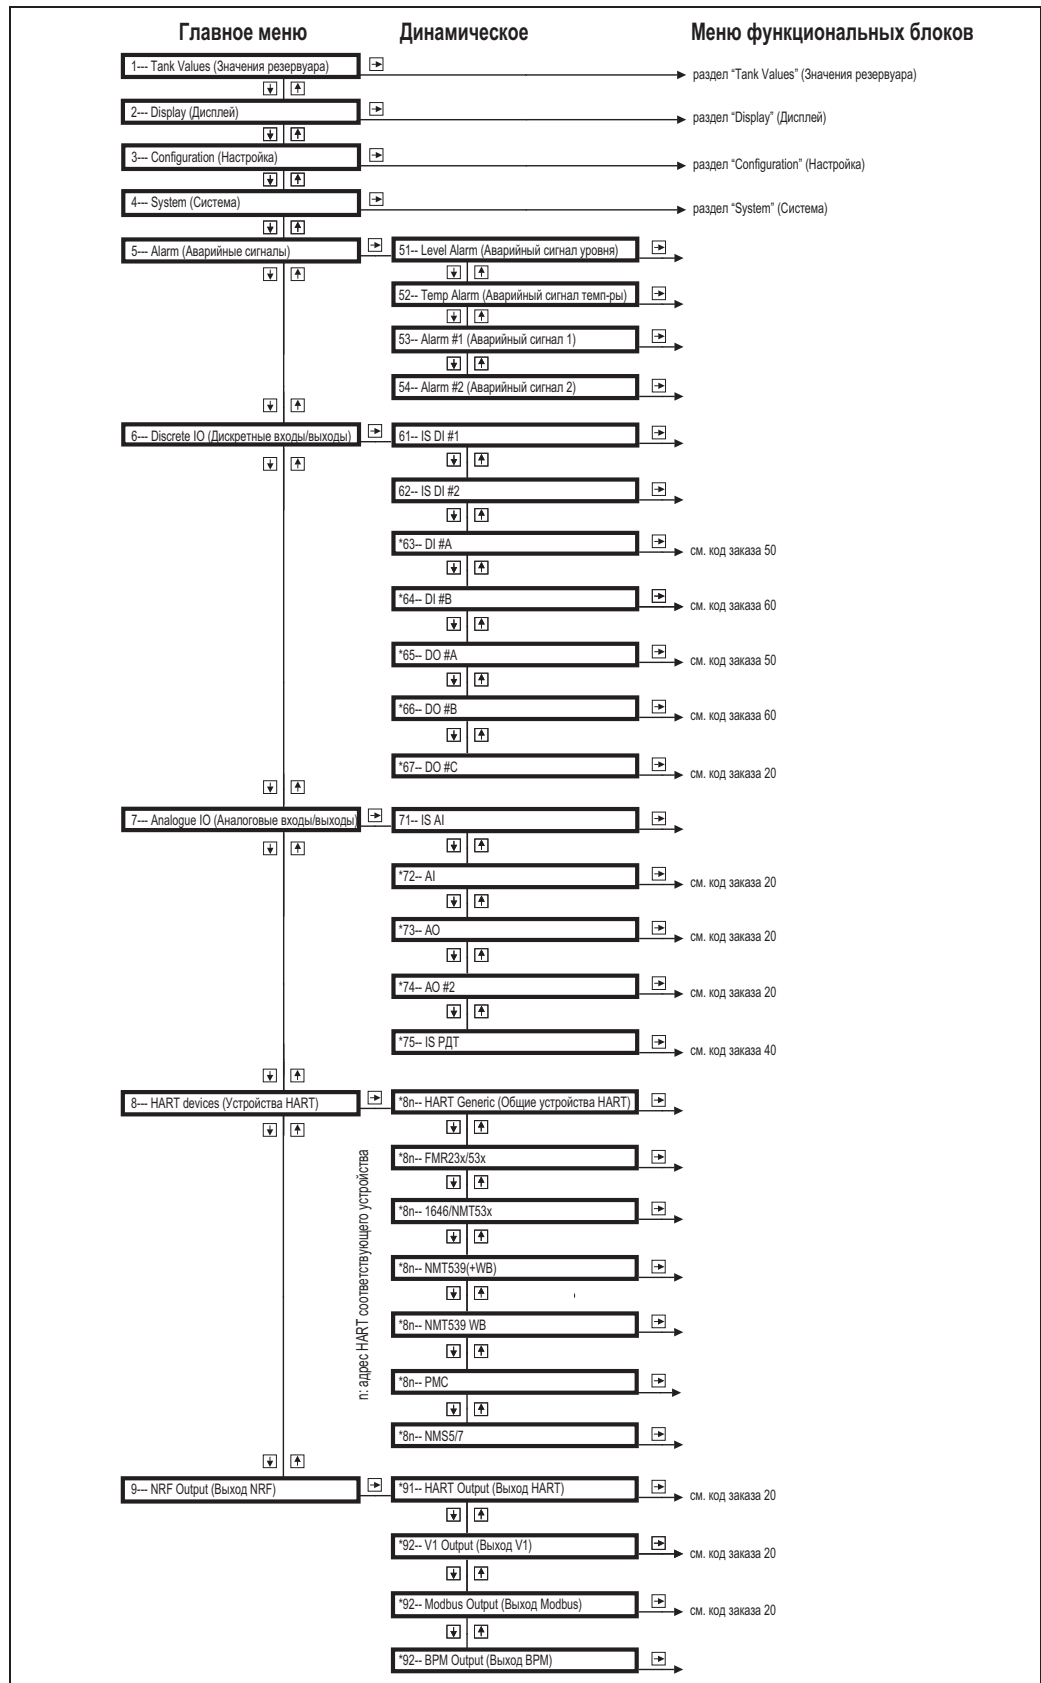 Главное меню
Динамическое
Меню функциональных блоков
1--- Tank Values (Значения резервуара)
раздел “Tank Values” (Значения резервуара)
2--- Display (Дисплей)
раздел “Display” (Дисплей)
3--- Configuration (Настройка)
раздел “Configuration” (Настройка)
4--- System (Система)
раздел “System” (Система)
5--- Alarm (Аварийные сигналы)
51-- Level Alarm (Аварийный сигнал уровня)
52-- Temp Alarm (Аварийный сигнал темп-ры)
53-- Alarm #1 (Аварийный сигнал 1)
54-- Alarm #2 (Аварийный сигнал 2)
6--- Discrete IO (Дискретные входы/выходы)
61-- IS DI #1
62-- IS DI #2
*63-- DI #A
см. код заказа 50
*64-- DI #B
см. код заказа 60
*65-- DO #A
см. код заказа 50
*66-- DO #B
см. код заказа 60
*67-- DO #C
см. код заказа 20
7--- Analogue IO (Аналоговые входы/выходы)
71-- IS AI
*72-- AI
см. код заказа 20
*73-- AO
см. код заказа 20
*74-- AO #2
см. код заказа 20
*75-- IS РДТ
см. код заказа 40
8--- HART devices (Устройства HART)
*8n-- HART Generic (Общие устройства HART)
n: адрес HART соответствующего устройства
*8n-- FMR23x/53x
*8n-- 1646/NMT53x
*8n-- NMT539(+WB)
*8n-- NMT539 WB
*8n-- PMC
*8n-- NMS5/7
9--- NRF Output (Выход NRF)
*91-- HART Output (Выход HART)
см. код заказа 20
*92-- V1 Output (Выход V1)
см. код заказа 20
*92-- Modbus Output (Выход Modbus)
см. код заказа 20
*92-- BPM Output (Выход BPM)